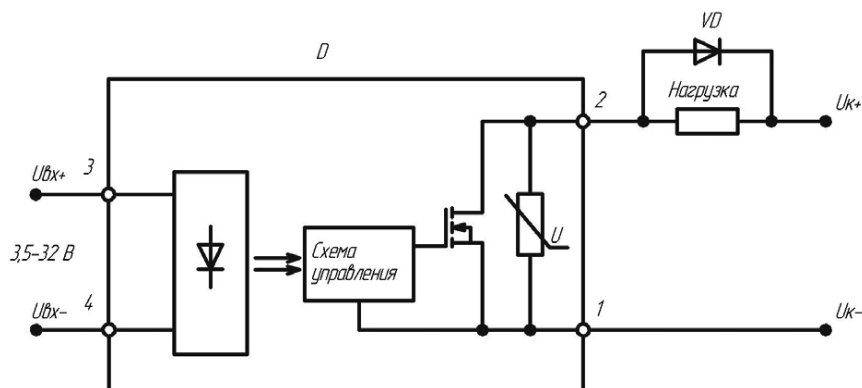 VD
D
Нагрузка
2
Uк+
3
Uвх+
U
Схема
управления
3,5–32 В
4
Uвх–
1
Uк–